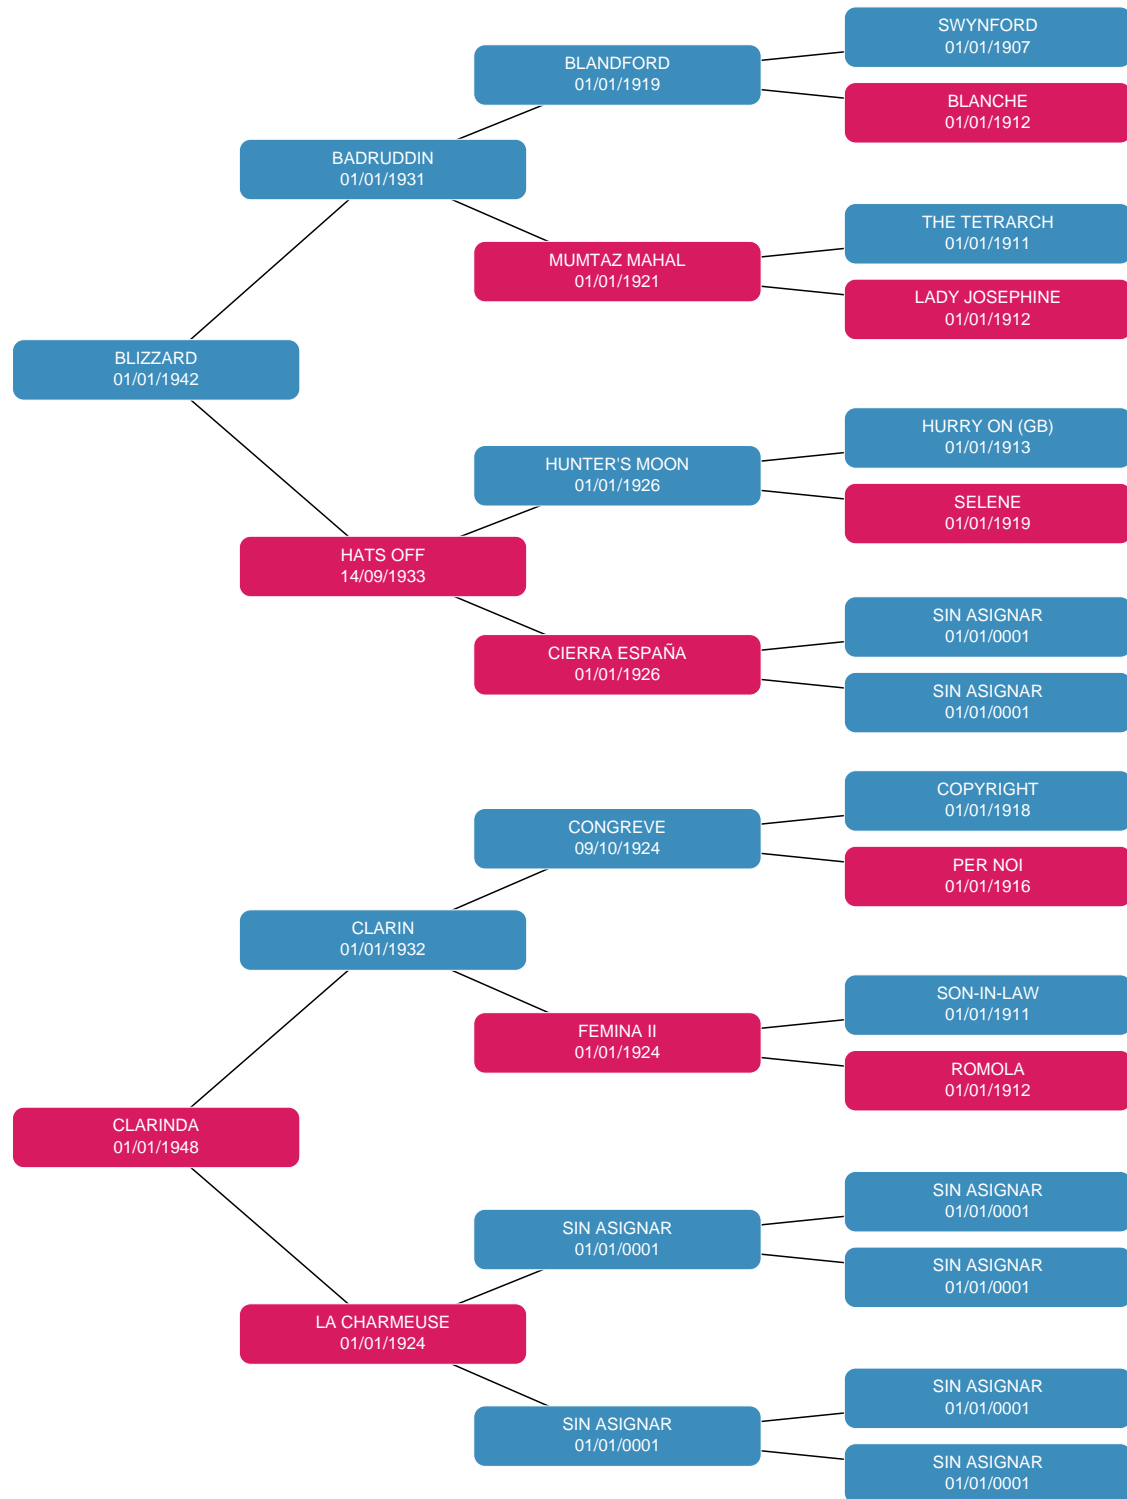 SWYNFORD
01/01/1907
BLANDFORD
01/01/1919
BLANCHE
01/01/1912
BADRUDDIN
01/01/1931
THE TETRARCH
01/01/1911
MUMTAZ MAHAL
01/01/1921
LADY JOSEPHINE
01/01/1912
BLIZZARD
01/01/1942
HURRY ON (GB)
01/01/1913
HUNTER'S MOON
01/01/1926
SELENE
01/01/1919
HATS OFF
14/09/1933
SIN ASIGNAR
01/01/0001
CIERRA ESPAÑA
01/01/1926
SIN ASIGNAR
01/01/0001
COPYRIGHT
01/01/1918
CONGREVE
09/10/1924
PER NOI
01/01/1916
CLARIN
01/01/1932
SON-IN-LAW
01/01/1911
FEMINA II
01/01/1924
ROMOLA
01/01/1912
CLARINDA
01/01/1948
SIN ASIGNAR
01/01/0001
SIN ASIGNAR
01/01/0001
SIN ASIGNAR
01/01/0001
LA CHARMEUSE
01/01/1924
SIN ASIGNAR
01/01/0001
SIN ASIGNAR
01/01/0001
SIN ASIGNAR
01/01/0001